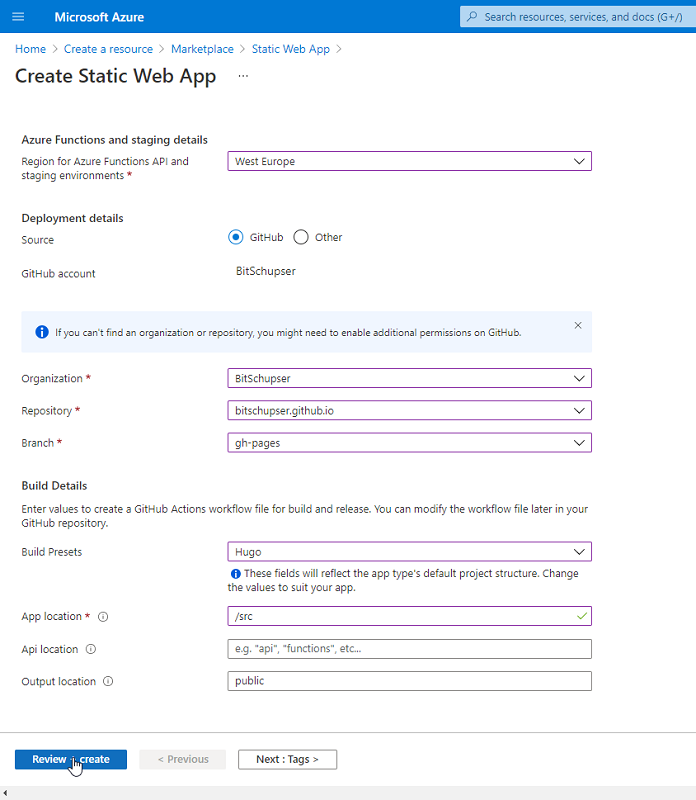 Microsoft Azure
Search resources, services, and docs (G+/)
Home > Create a resource > Marketplace > Static Web App >
Create Static Web App ...
Azure Functions and staging details
Region for Azure Functions API and
staging environments *
West Europe
Deployment details
Source
GitHub
Other
GitHub account
BitSchupser
If you can't find an organization or repository, you might need to enable additional permissions on GitHub.
Organization *
BitSchupser
Repository *
bitschupser.github.io
Branch *
gh-pages
Build Details
Enter values to create a GitHub Actions workflow file for build and release. You can modify the workflow file later in your
GitHub repository.
Build Presets
Hugo
These fields will reflect the app type's default project structure. Change
the values to suit your app.
App location *
/src
Api location
e.g. "api", "functions", etc...
Output location
public
Review + create
< Previous
Next : Tags >